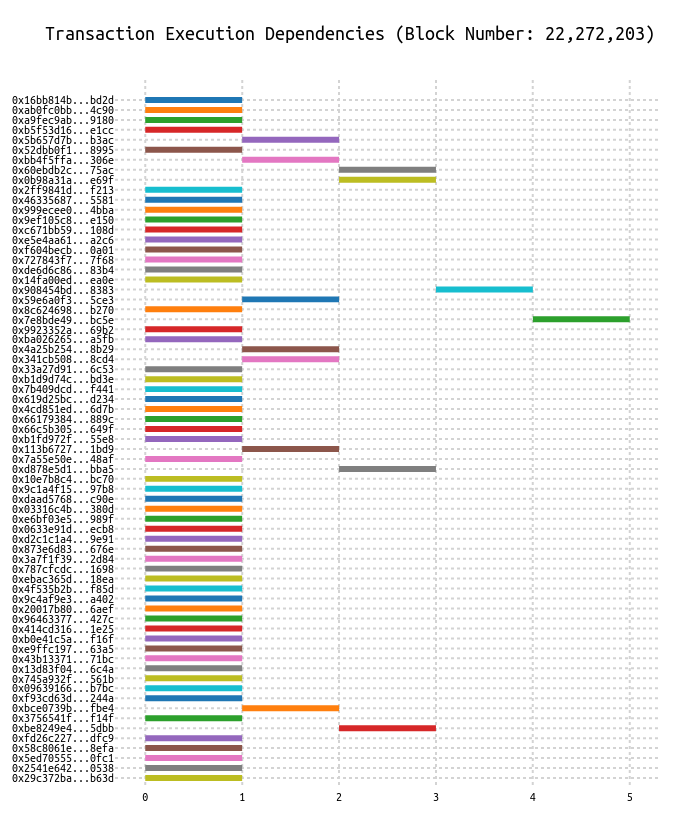 Transaction Execution Dependencies (Block Number: 22,272,203)
0x16bb814b...bd2d
0xab0fc0bb...4c90
0xa9fec9ab...9180
0xb5f53d16...e1cc
0x5b657d7b...b3ac
0x52dbb0f1...8995
0xbb4f5ffa...306e
0x60ebdb2c...75ac
0x0b98a31a...e69f
0x2ff9841d...f213
0x46335687...5581
0x999ecee0...4bba
0x9ef105c8...e150
0xc671bb59...108d
0xe5e4aa61...a2c6
0xf604becb...0a01
0x727843f7...7f68
0xde6d6c86...83b4
0x14fa00ed...ea0e
0x908454bd...8383
0x59e6a0f3...5ce3
0x8c624698...b270
0x7e8bde49...bc5e
0x9923352a...69b2
0xba026265...a5fb
0x4a25b254...8b29
0x341cb508...8cd4
0x33a27d91...6c53
0xb1d9d74c...bd3e
0x7b409dcd...f441
0x619d25bc...d234
0x4cd851ed...6d7b
0x66179384...889c
0x66c5b305...649f
0xb1fd972f...55e8
0x113b6727...1bd9
0x7a55e50e...48af
0xd878e5d1...bba5
0x10e7b8c4...bc70
0x9c1a4f15...97b8
0xdaad5768...c90e
0x03316c4b...380d
0xe6bf03e5...989f
0x0633e91d...ecb8
0xd2c1c1a4...9e91
0x873e6d83...676e
0x3a7f1f39...2d84
0x787cfcdc...1698
0xebac365d...18ea
0x4f535b2b...f85d
0x9c4af9e3...a402
0x20017b80...6aef
0x96463377...427c
0x414cd316...1e25
0xb0e41c5a...f16f
0xe9ffc197...63a5
0x43b13371...71bc
0x13d83f04...6c4a
0x745a932f...561b
0x09639166...b7bc
0xf93cd63d...244a
0xbce0739b...fbe4
0x3756541f...f14f
0xbe8249e4...5dbb
0xfd26c227...dfc9
0x58c8061e...8efa
0x5ed70555...0fc1
0x2541e642...0538
0x29c372ba...b63d
0 1 2 3 4 5